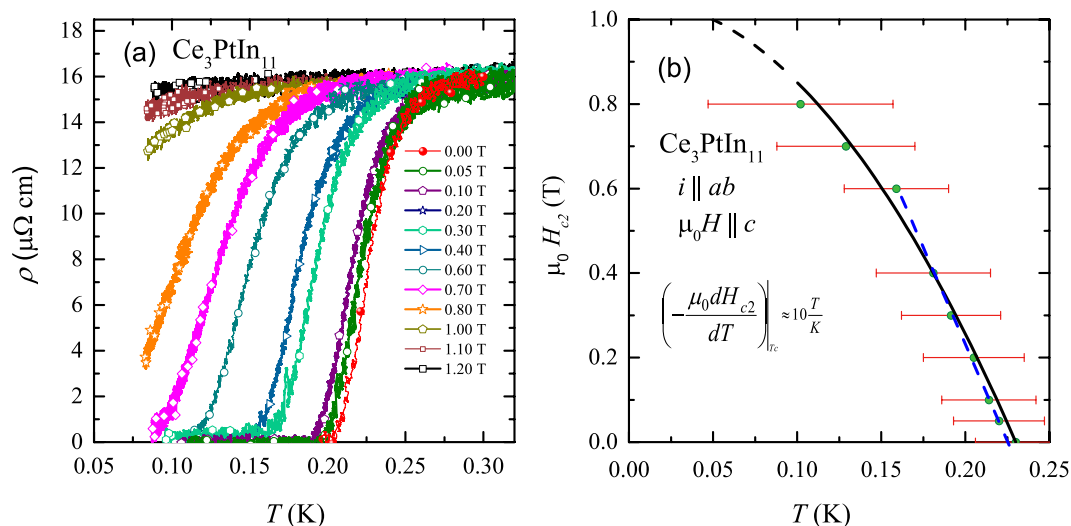 (a) Ce₃PtIn₁₁
18
16
14
12
10
8
6
4
2
0
ρ (μΩ cm)
0.00 T
0.05 T
0.10 T
0.20 T
0.30 T
0.40 T
0.60 T
0.70 T
0.80 T
1.00 T
1.10 T
1.20 T
0.05 0.10 0.15 0.20 0.25 0.30
T (K)
(b)
1.0
0.8
0.6
0.4
0.2
0.0
μ₀ H_{c2} (T)
Ce₃PtIn₁₁
i || ab
μ₀H || c
(-μ₀dH_{c2}/dT)|_{Tc} ≈ 10 T/K
0.00 0.05 0.10 0.15 0.20 0.25
T (K)